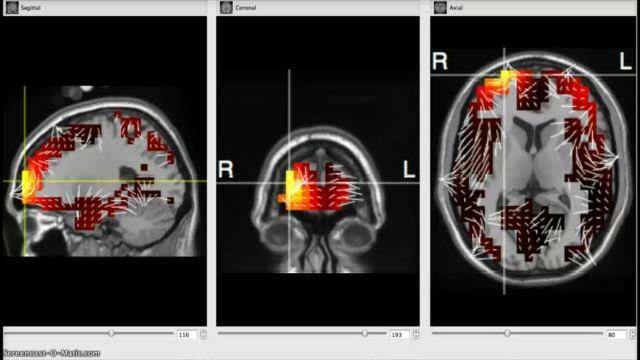 Sagittal
Coronal
Axial
R
L
R
L
116
193
80
Screencast-O-Matic.com